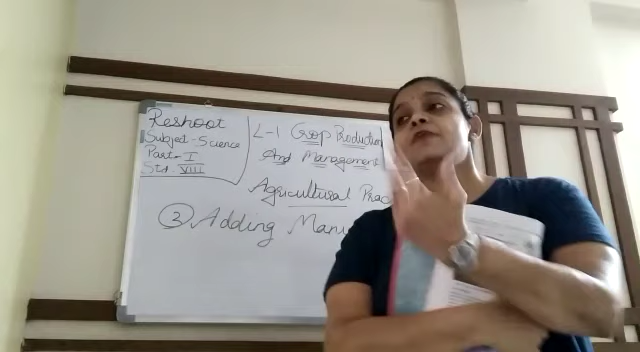 Reshoot
Subject - Science
Part - I
Std. VIII
L-1 Crop Production
And Management
Agricultural Prac
② Adding Manu